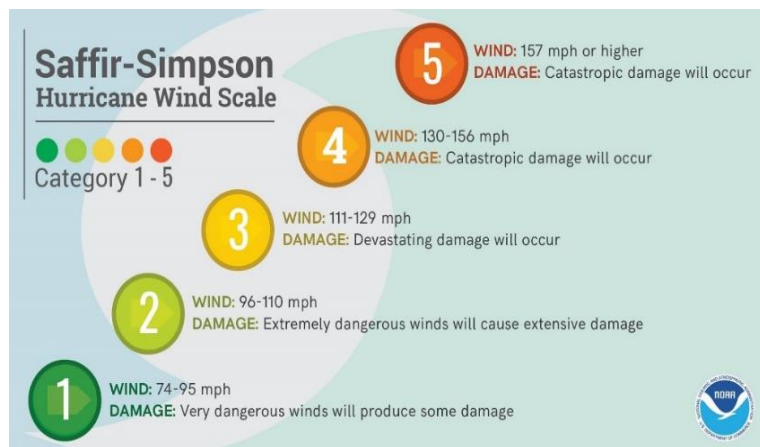 Saffir-Simpson
Hurricane Wind Scale
Category 1 - 5
5
WIND: 157 mph or higher
DAMAGE: Catastropic damage will occur
4
WIND: 130-156 mph
DAMAGE: Catastropic damage will occur
3
WIND: 111-129 mph
DAMAGE: Devastating damage will occur
2
WIND: 96-110 mph
DAMAGE: Extremely dangerous winds will cause extensive damage
1
WIND: 74-95 mph
DAMAGE: Very dangerous winds will produce some damage
NOAA